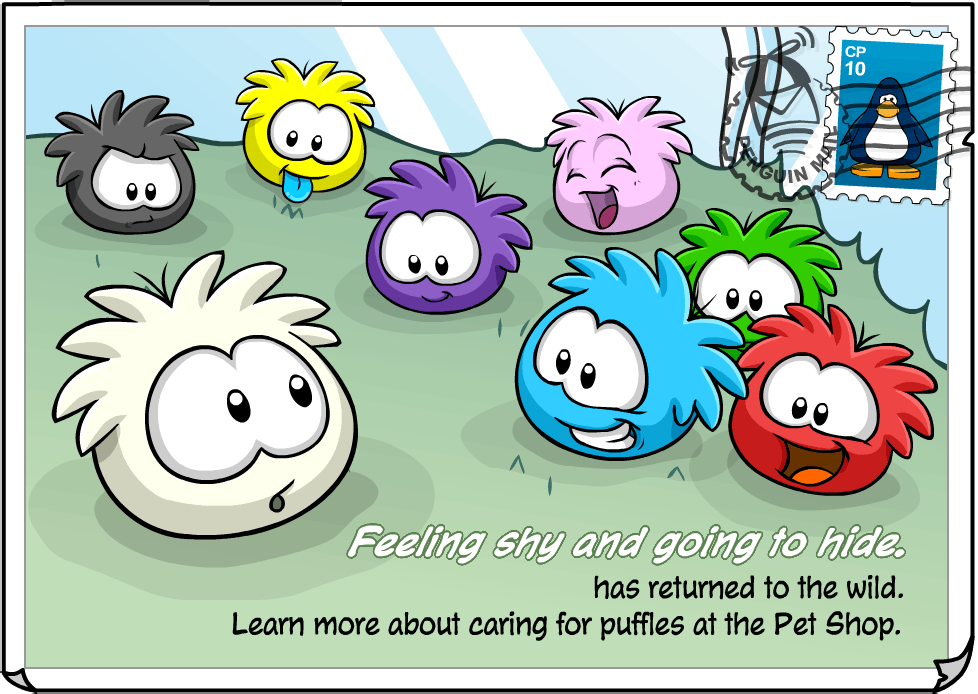 CP
10
PENGUIN MAIL
Feeling shy and going to hide.
has returned to the wild.
Learn more about caring for puffles at the Pet Shop.